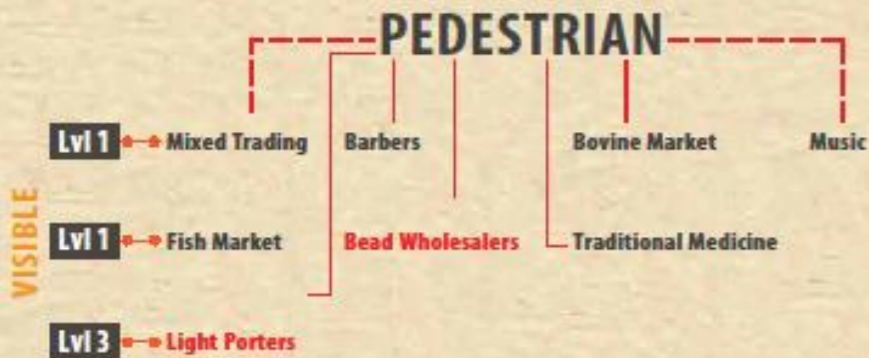 PEDESTRIAN
Lvl 1 Mixed Trading Barbers Bovine Market Music
VISIBLE
Lvl 1 Fish Market Bead Wholesalers Traditional Medicine
Lvl 3 Light Porters